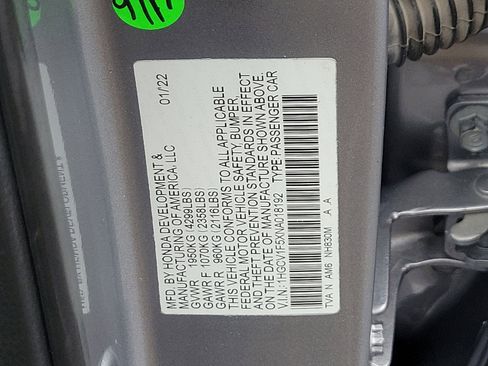 MFD. BY HONDA DEVELOPMENT & 01/22
MANUFACTURING OF AMERICA, LLC
GVWR 1950KG(4299LBS)
GAWR F 1070KG(2358LBS)
GAWR R 960KG(2116LBS)
THIS VEHICLE CONFORMS TO ALL APPLICABLE
FEDERAL MOTOR VEHICLE SAFETY BUMPER,
AND THEFT PREVENTION STANDARDS IN EFFECT
ON THE DATE OF MANUFACTURE SHOWN ABOVE.
V.I.N.:1HGCV1F5XNA018192 TYPE:PASSENGER CAR
TVA N AM6 NH830M A A